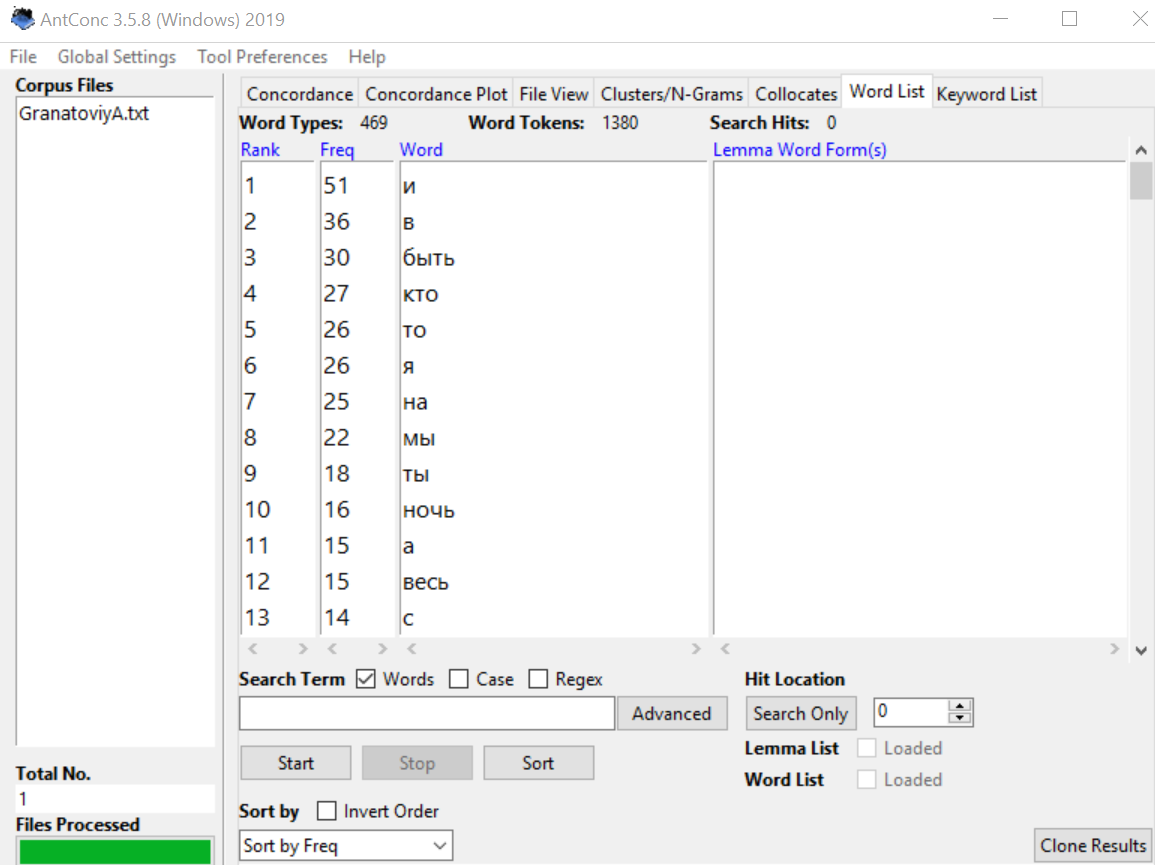 AntConc 3.5.8 (Windows) 2019
File Global Settings Tool Preferences Help
Corpus Files
GranatoviyA.txt
Concordance Concordance Plot File View Clusters/N-Grams Collocates Word List Keyword List
Word Types: 469 Word Tokens: 1380 Search Hits: 0
Rank Freq Word Lemma Word Form(s)
1 51 и
2 36 в
3 30 быть
4 27 кто
5 26 то
6 26 я
7 25 на
8 22 мы
9 18 ты
10 16 ночь
11 15 а
12 15 весь
13 14 с
Search Term Words Case Regex Hit Location
Advanced Search Only 0
Start Stop Sort Lemma List Loaded
Word List Loaded
Total No.
1
Files Processed
Sort by Invert Order
Sort by Freq Clone Results